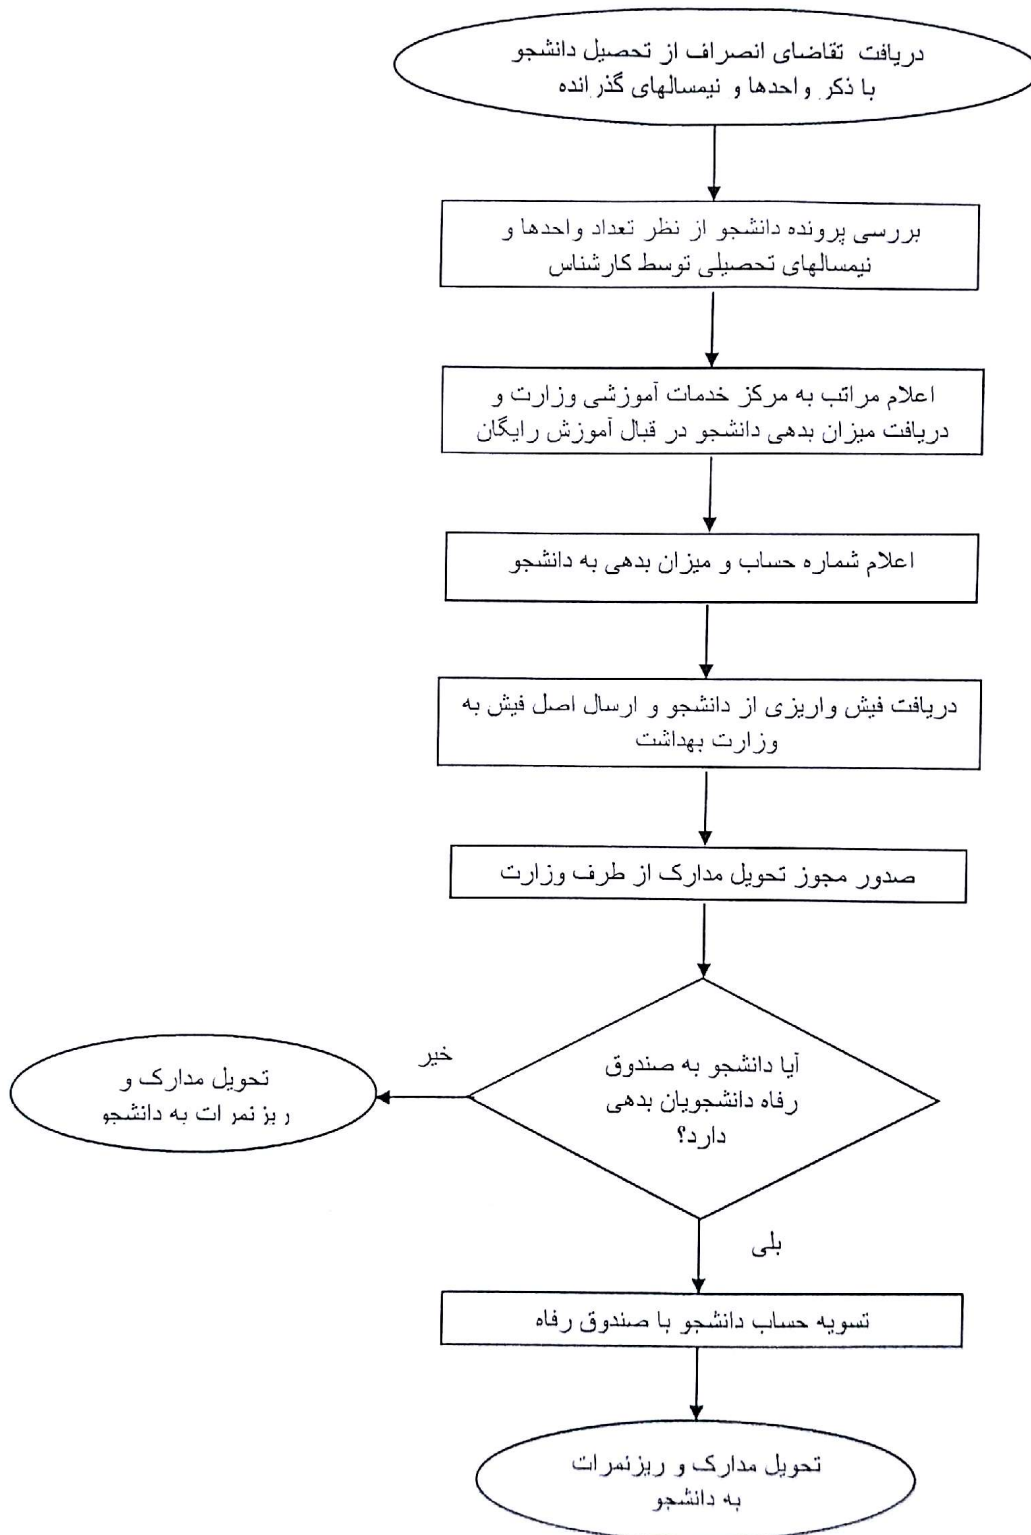 دریافت تقاضای انصراف از تحصیل دانشجو
با ذکر واحدها و نیمسالهای گذرانده
بررسی پرونده دانشجو از نظر تعداد واحدها و
نیمسالهای تحصیلی توسط کارشناس
اعلام مراتب به مرکز خدمات آموزشی وزارت و
دریافت میزان بدهی دانشجو در قبال آموزش رایگان
اعلام شماره حساب و میزان بدهی به دانشجو
دریافت فیش واریزی از دانشجو و ارسال اصل فیش به
وزارت بهداشت
صدور مجوز تحویل مدارک از طرف وزارت
آیا دانشجو به صندوق
رفاه دانشجویان بدهی
دارد؟
خیر
تحویل مدارک و
ریزنمرات به دانشجو
بلی
تسویه حساب دانشجو با صندوق رفاه
تحویل مدارک و ریزنمرات
به دانشجو